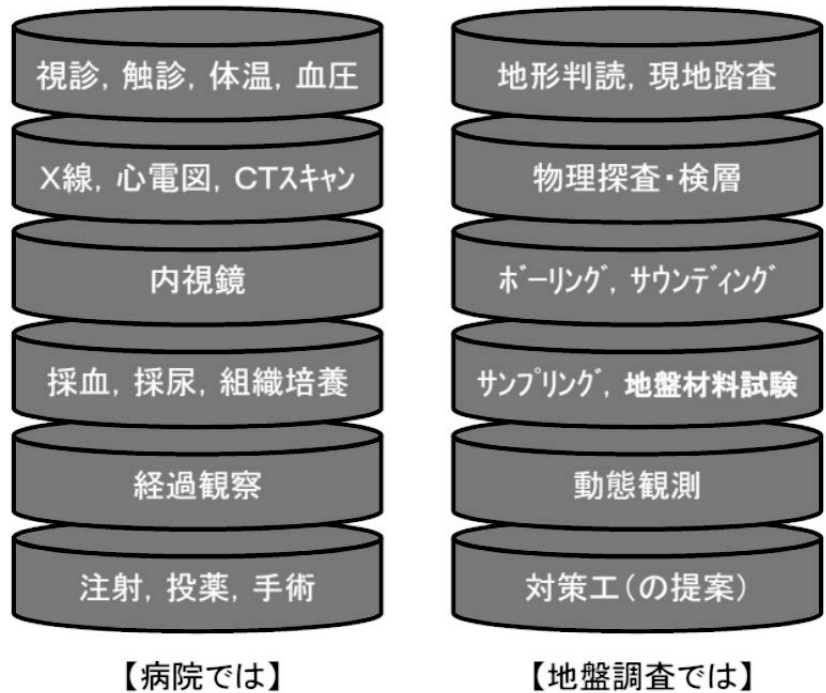 視診，触診，体温，血圧
X線，心電図，CTスキャン
内視鏡
採血，採尿，組織培養
経過観察
注射，投薬，手術
【病院では】
地形判読，現地踏査
物理探査・検層
ﾎﾞｰﾘﾝｸﾞ，ｻｳﾝﾃﾞｨﾝｸﾞ
ｻﾝﾌﾟﾘﾝｸﾞ，地盤材料試験
動態観測
対策工（の提案）
【地盤調査では】